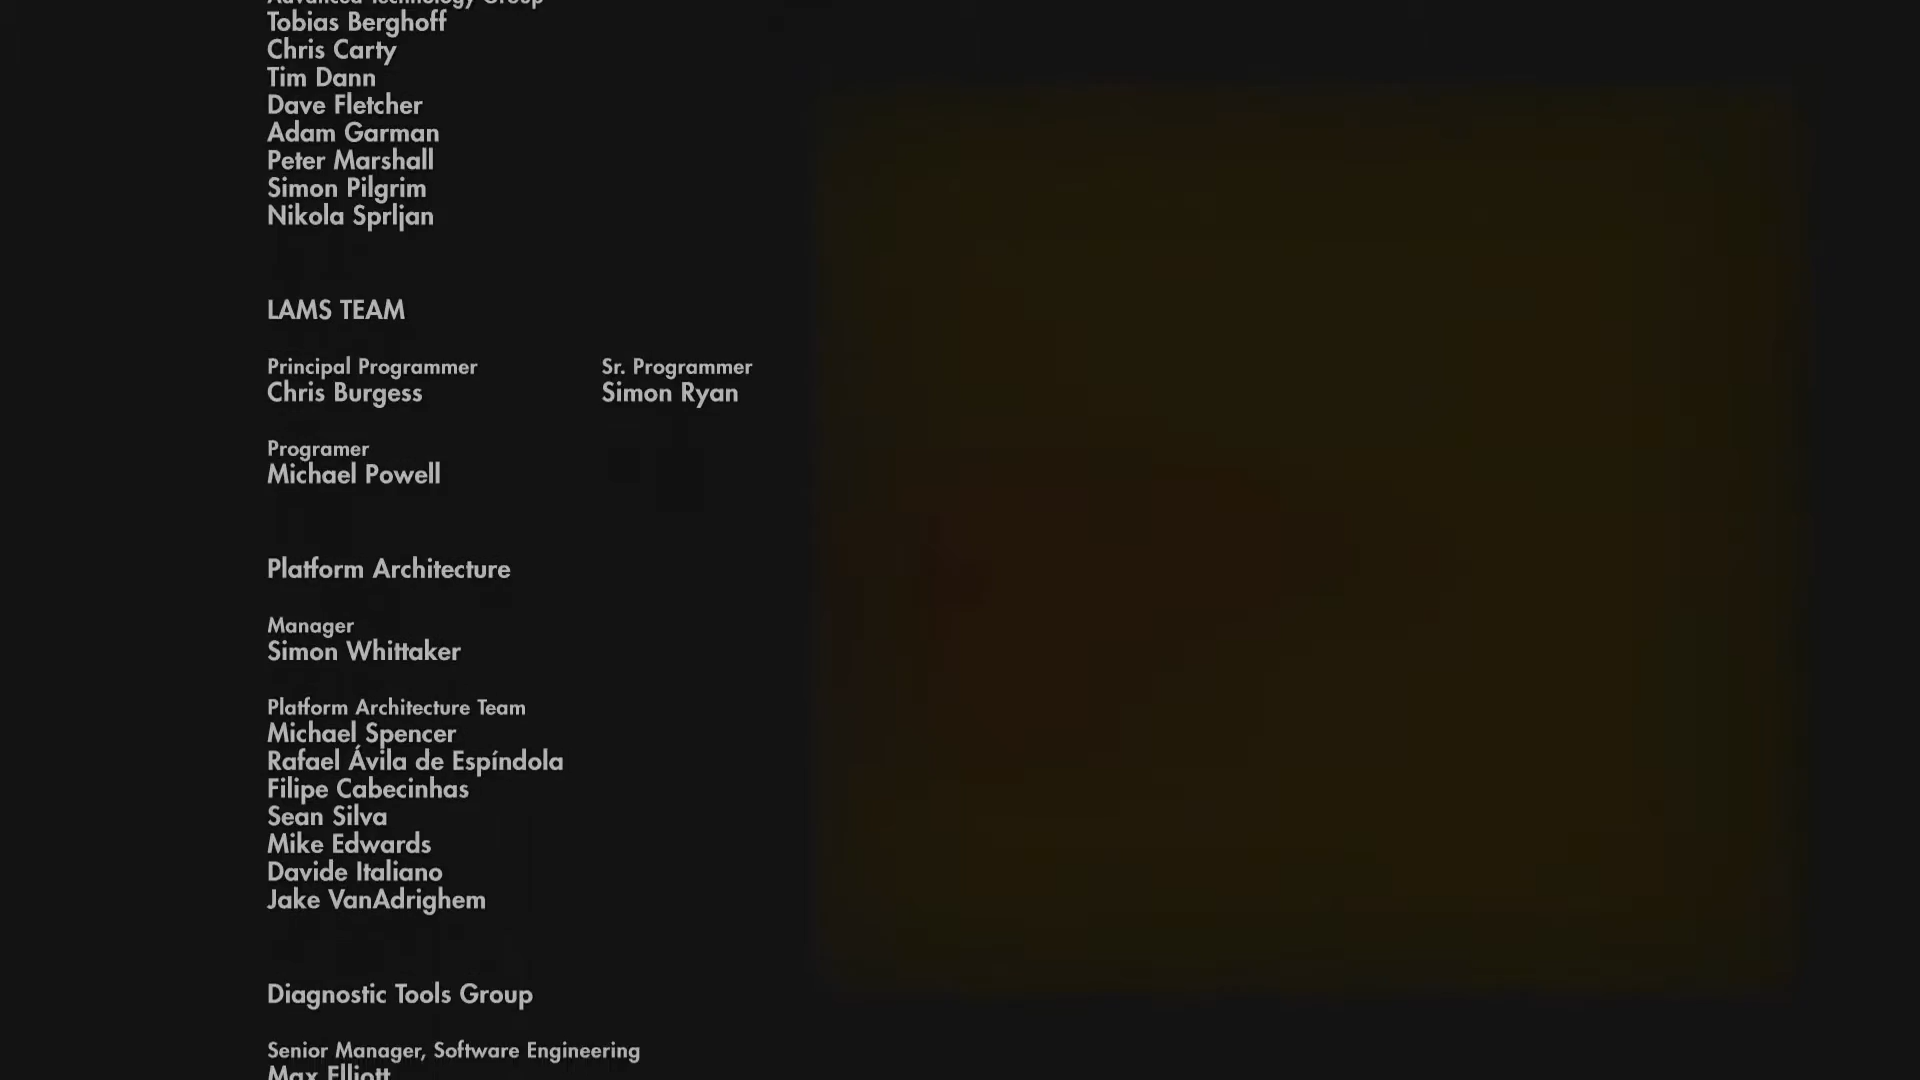 Advanced Technology Group
Tobias Berghoff
Chris Carty
Tim Dann
Dave Fletcher
Adam Garman
Peter Marshall
Simon Pilgrim
Nikola Sprljan
LAMS TEAM
Principal Programmer
Chris Burgess
Sr. Programmer
Simon Ryan
Programer
Michael Powell
Platform Architecture
Manager
Simon Whittaker
Platform Architecture Team
Michael Spencer
Rafael Ávila de Espíndola
Filipe Cabecinhas
Sean Silva
Mike Edwards
Davide Italiano
Jake VanAdrighem
Diagnostic Tools Group
Senior Manager, Software Engineering
Max Elliott